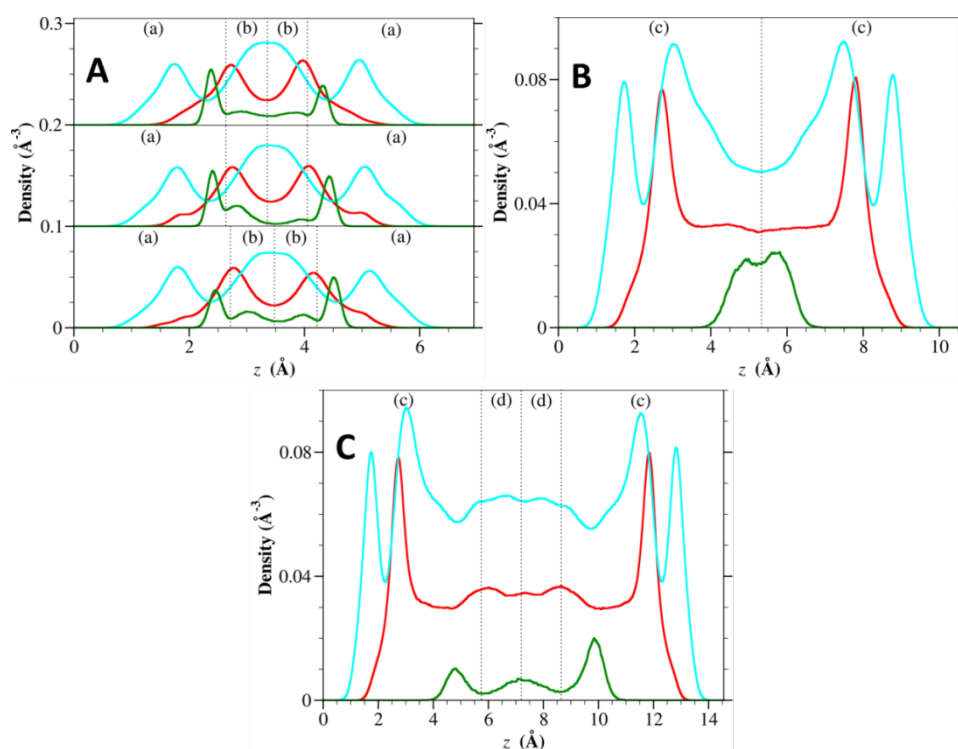 0.3
(a) (b) (b) (a)
A
0.2
Density (Å⁻³)
(a) (a)
0.1
Density (Å⁻³)
(a) (b) (b) (a)
0
0 2 4 6
z (Å)
(c) (c)
B
0.08
0.04
0
Density (Å⁻³)
0 2 4 6 8 10
z (Å)
(c) (d) (d) (c)
C
0.08
0.04
0
Density (Å⁻³)
0 2 4 6 8 10 12 14
z (Å)